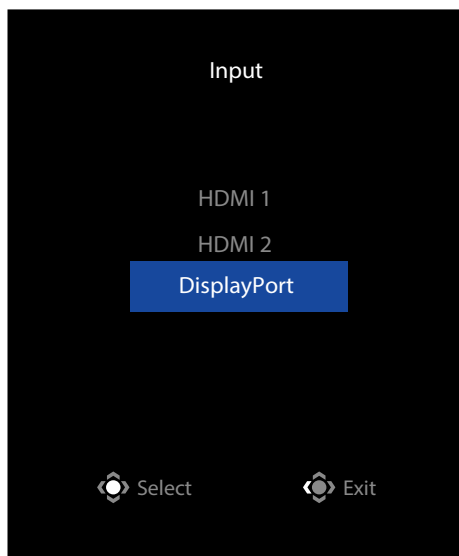 Input
HDMI 1
HDMI 2
DisplayPort
Select Exit